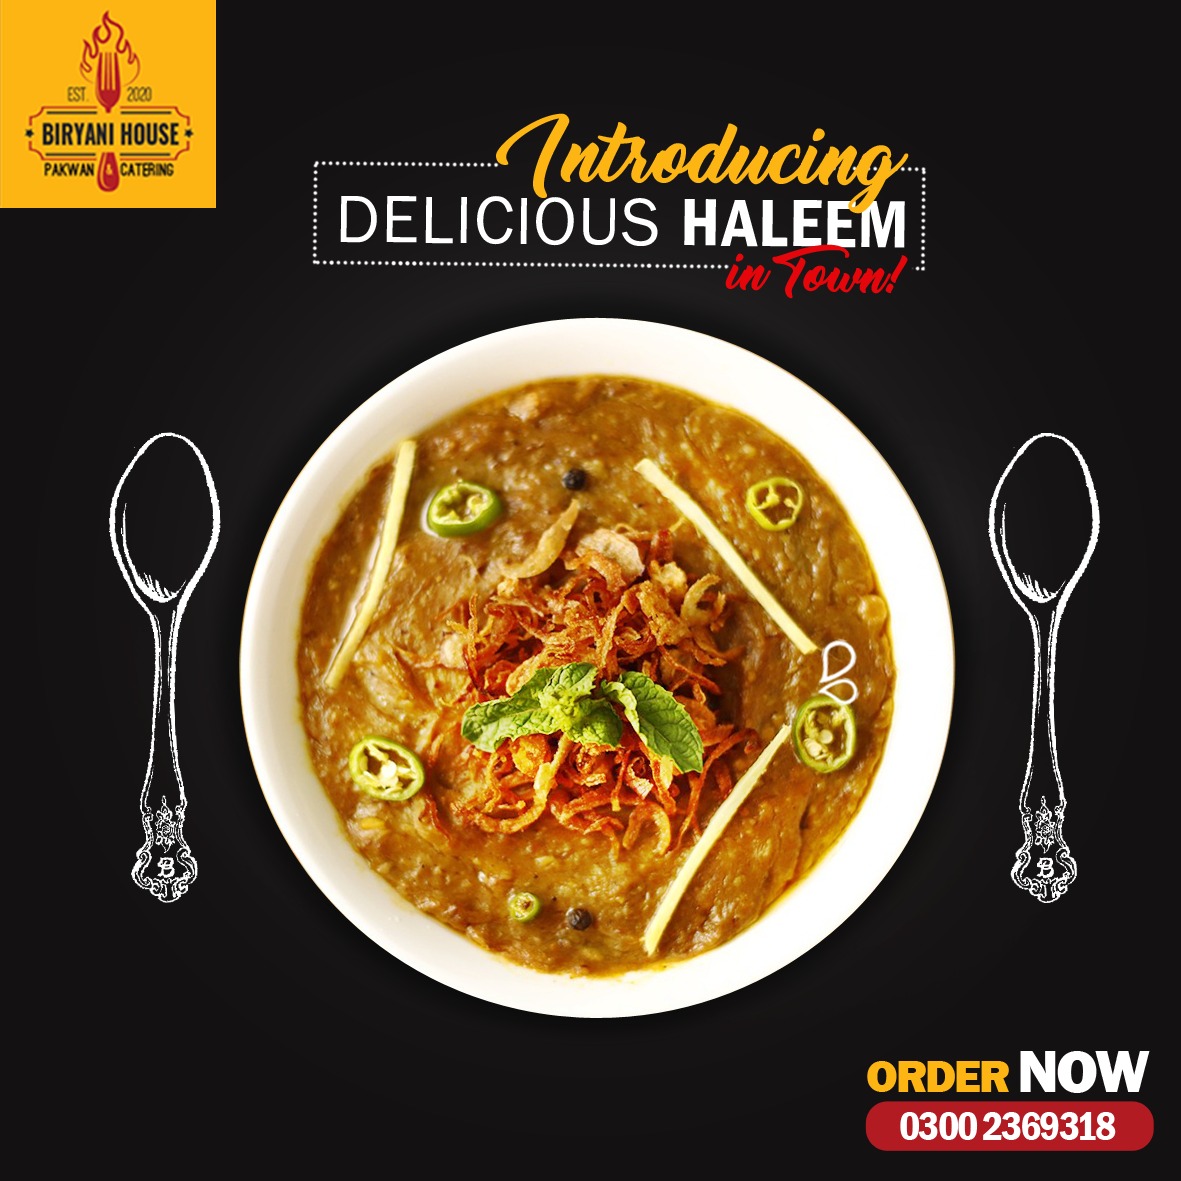 EST. 2020
BIRYANI HOUSE
PAKWAN & CATERING
Introducing
DELICIOUS HALEEM
in Town!
B
B
ORDER NOW
0300 2369318